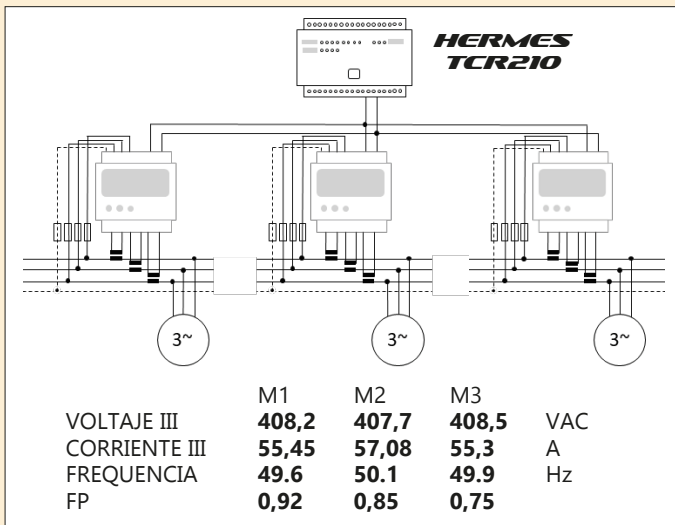 HERMES
TCR210
3~ 3~ 3~
M1 M2 M3
VOLTAJE III 408,2 407,7 408,5 VAC
CORRIENTE III 55,45 57,08 55,3 A
FREQUENCIA 49.6 50.1 49.9 Hz
FP 0,92 0,85 0,75